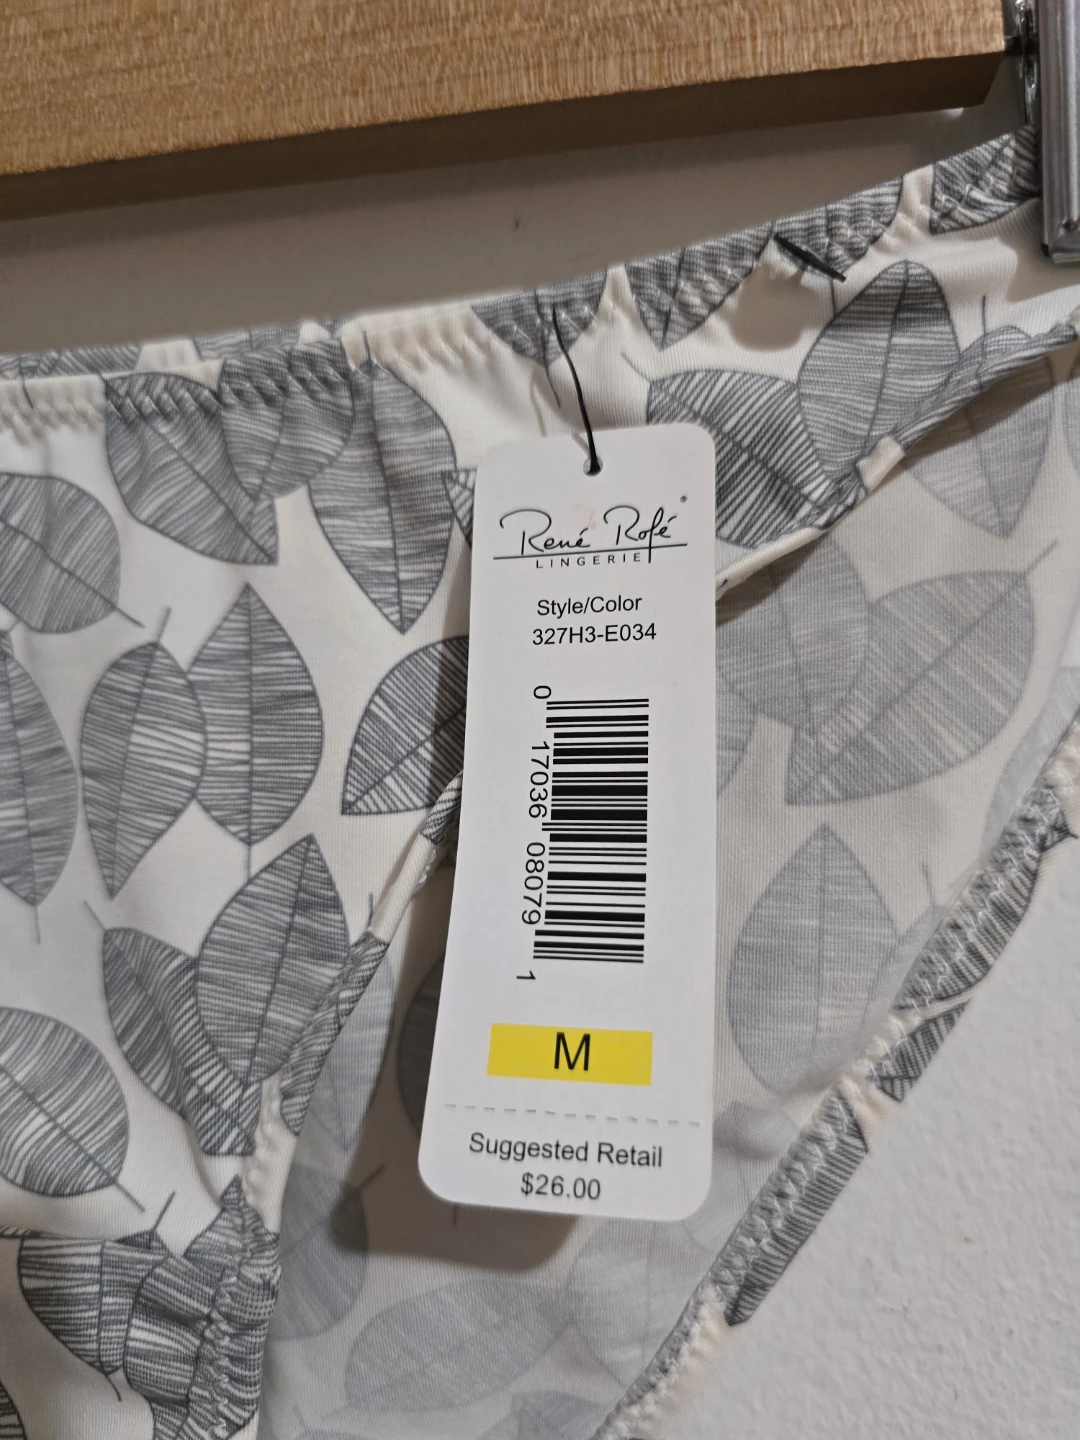 René Rofé®
LINGERIE
Style/Color
327H3-E034
0 17036 08079 1
M
Suggested Retail
$26.00